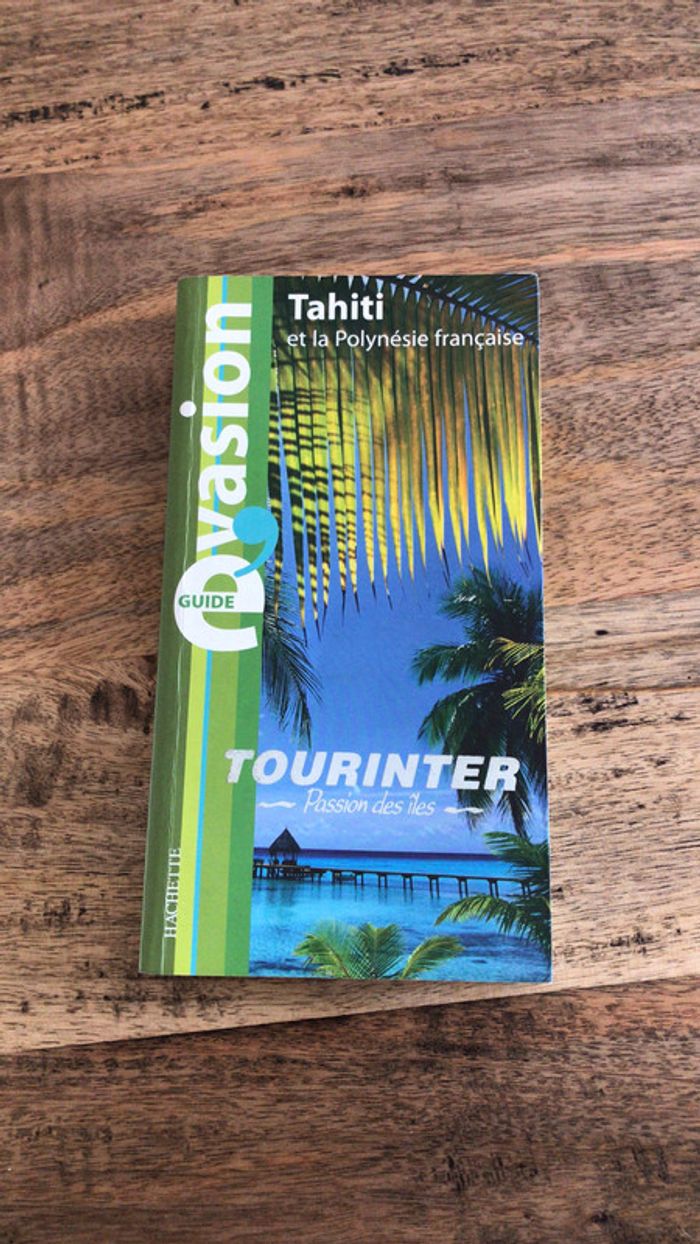 Tahiti
et la Polynésie française
évasion
GUIDE
TOURINTER
Passion des îles
HACHETTE